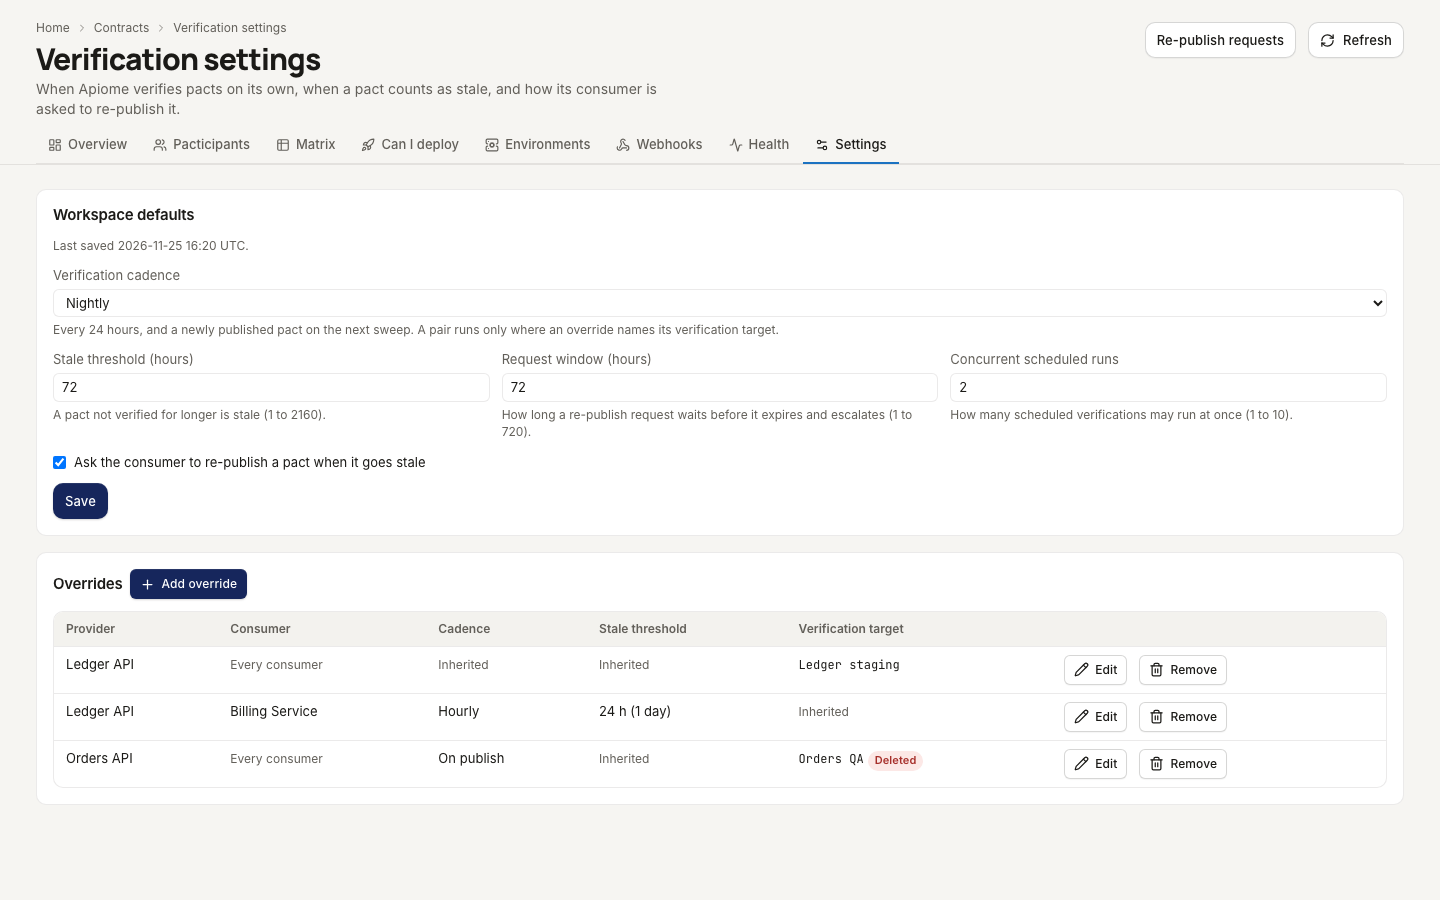 Home > Contracts > Verification settings
Verification settings
When Apiome verifies pacts on its own, when a pact counts as stale, and how its consumer is
asked to re-publish it.
Re-publish requests
Refresh
Overview
Pacticipants
Matrix
Can I deploy
Environments
Webhooks
Health
Settings
Workspace defaults
Last saved 2026-11-25 16:20 UTC.
Verification cadence
Nightly
Every 24 hours, and a newly published pact on the next sweep. A pair runs only where an override names its verification target.
Stale threshold (hours)
72
A pact not verified for longer is stale (1 to 2160).
Request window (hours)
72
How long a re-publish request waits before it expires and escalates (1 to
720).
Concurrent scheduled runs
2
How many scheduled verifications may run at once (1 to 10).
Ask the consumer to re-publish a pact when it goes stale
Save
Overrides
Add override
Provider Consumer Cadence Stale threshold Verification target
Ledger API Every consumer Inherited Inherited Ledger staging Edit Remove
Ledger API Billing Service Hourly 24 h (1 day) Inherited Edit Remove
Orders API Every consumer On publish Inherited Orders QA Deleted Edit Remove